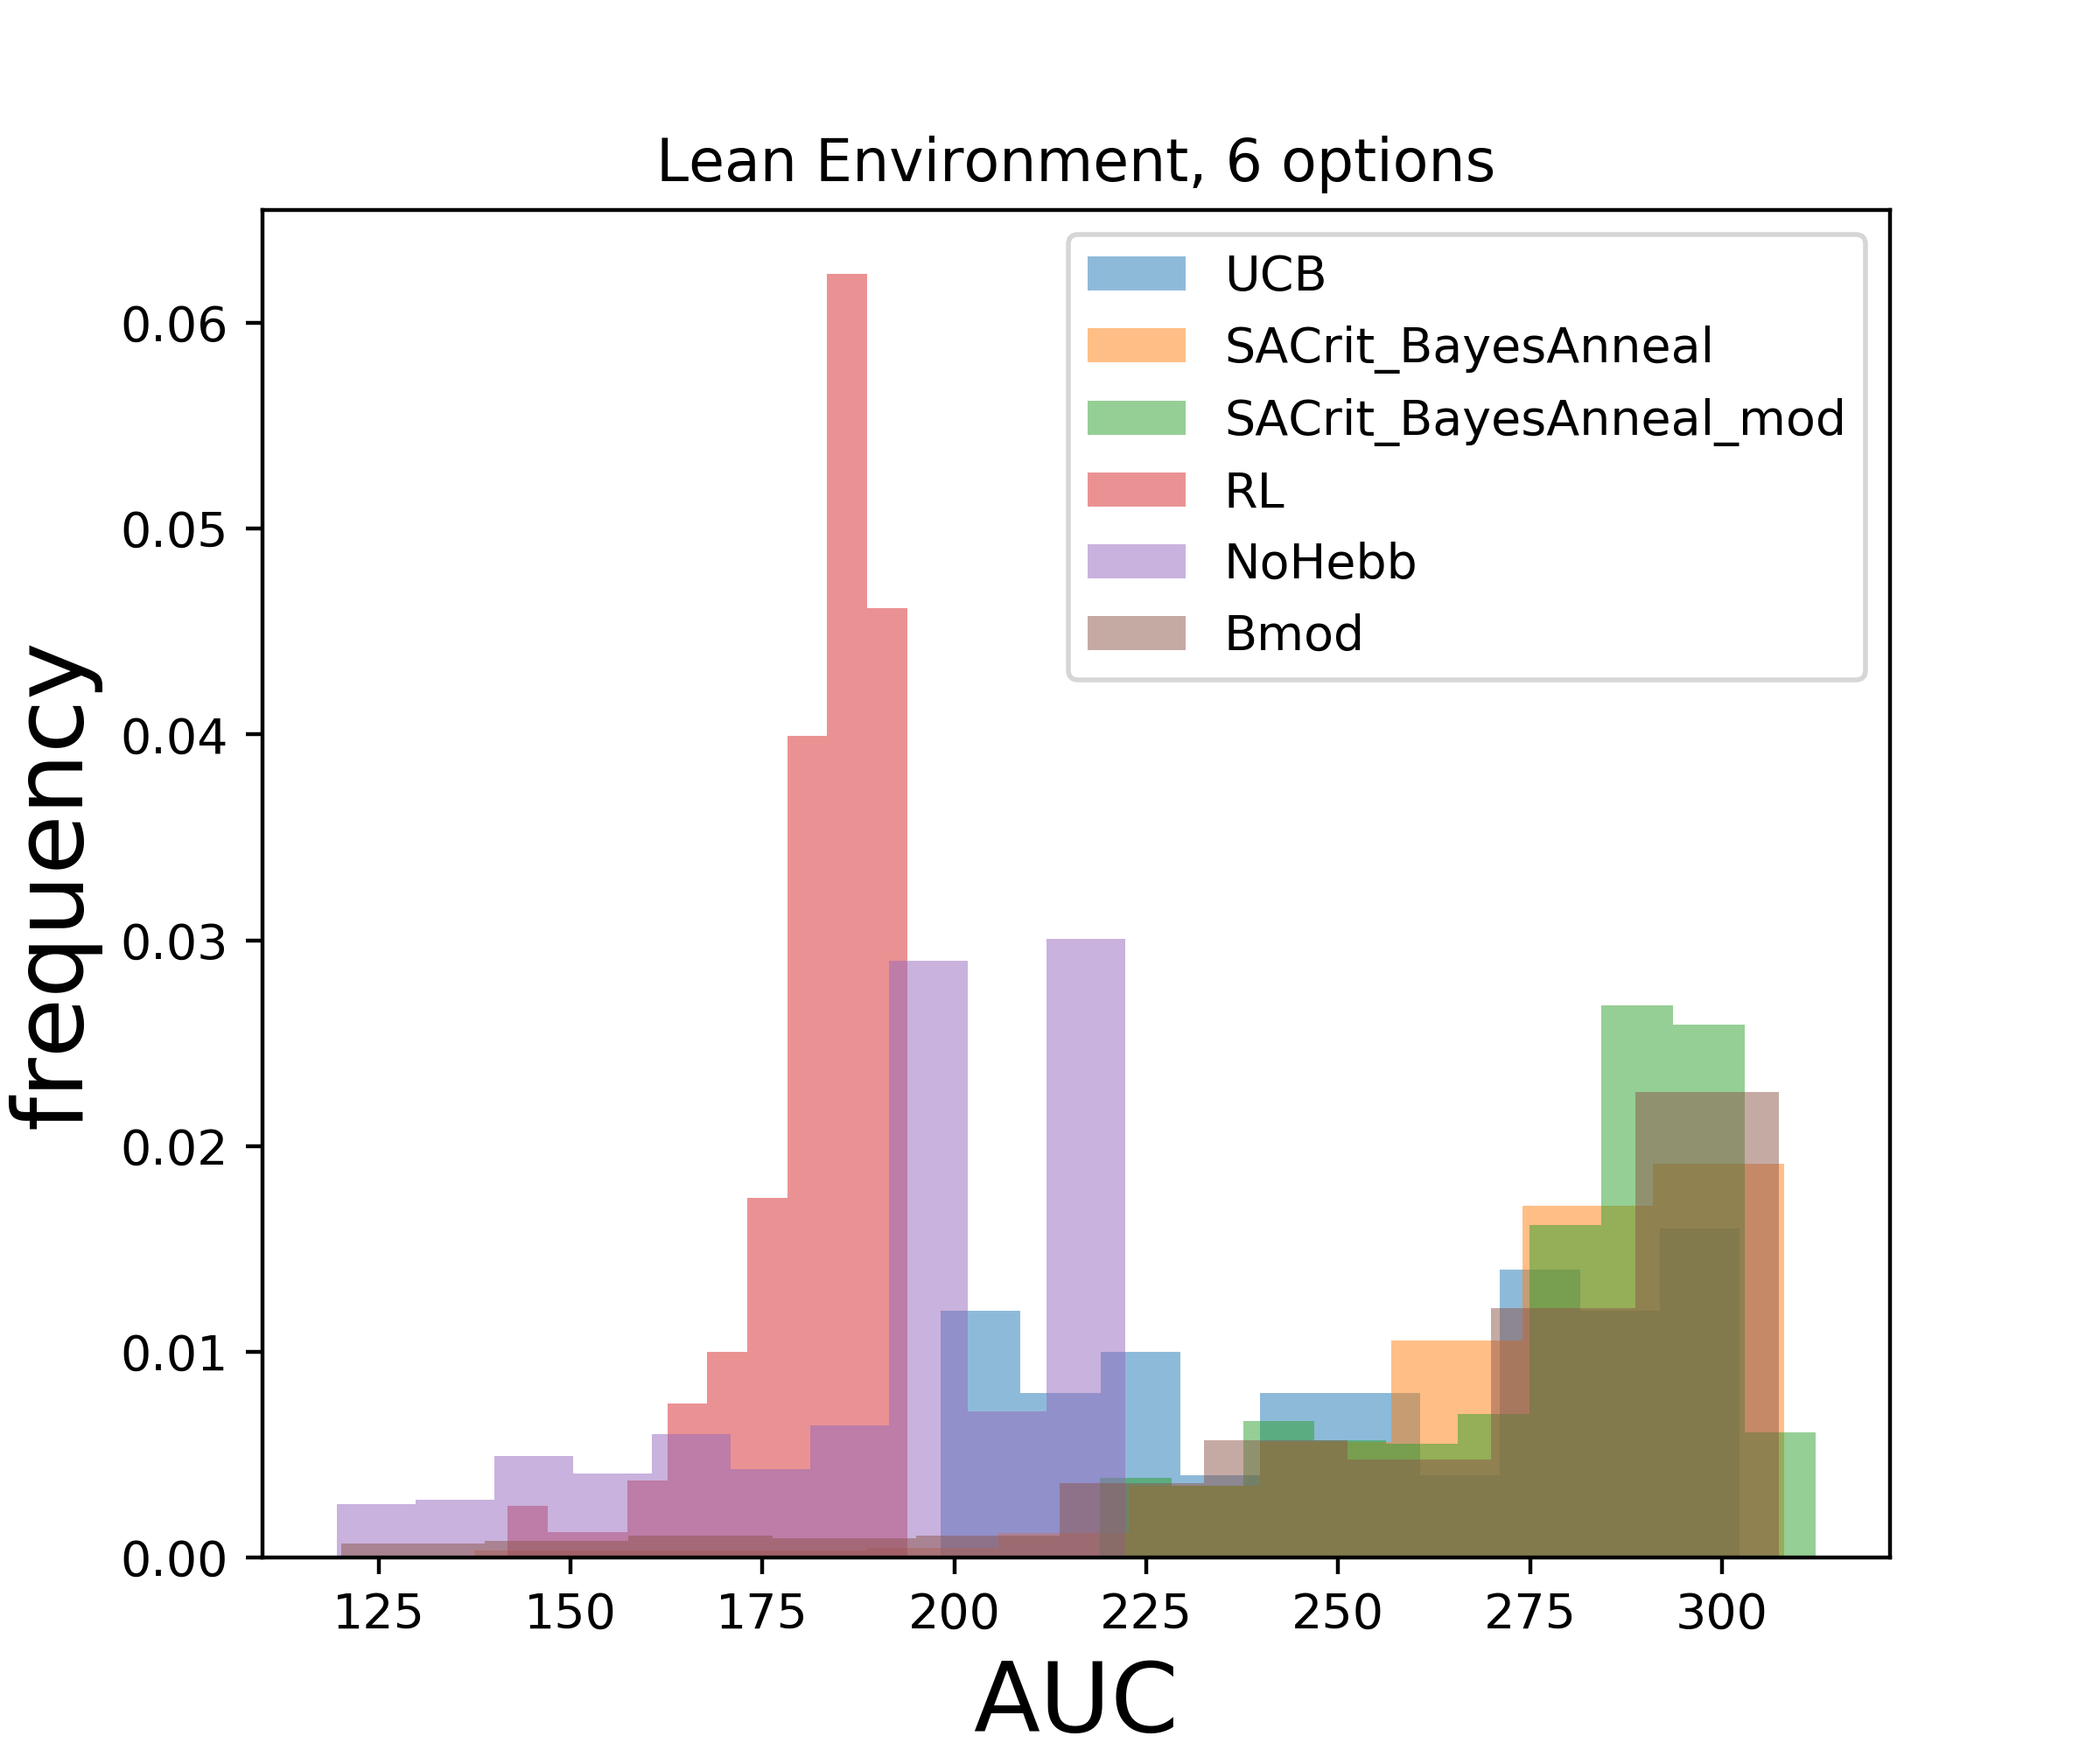 Lean Environment, 6 options
UCB
SACrit_BayesAnneal
SACrit_BayesAnneal_mod
RL
NoHebb
Bmod
frequency
0.06
0.05
0.04
0.03
0.02
0.01
0.00
125 150 175 200 225 250 275 300
AUC